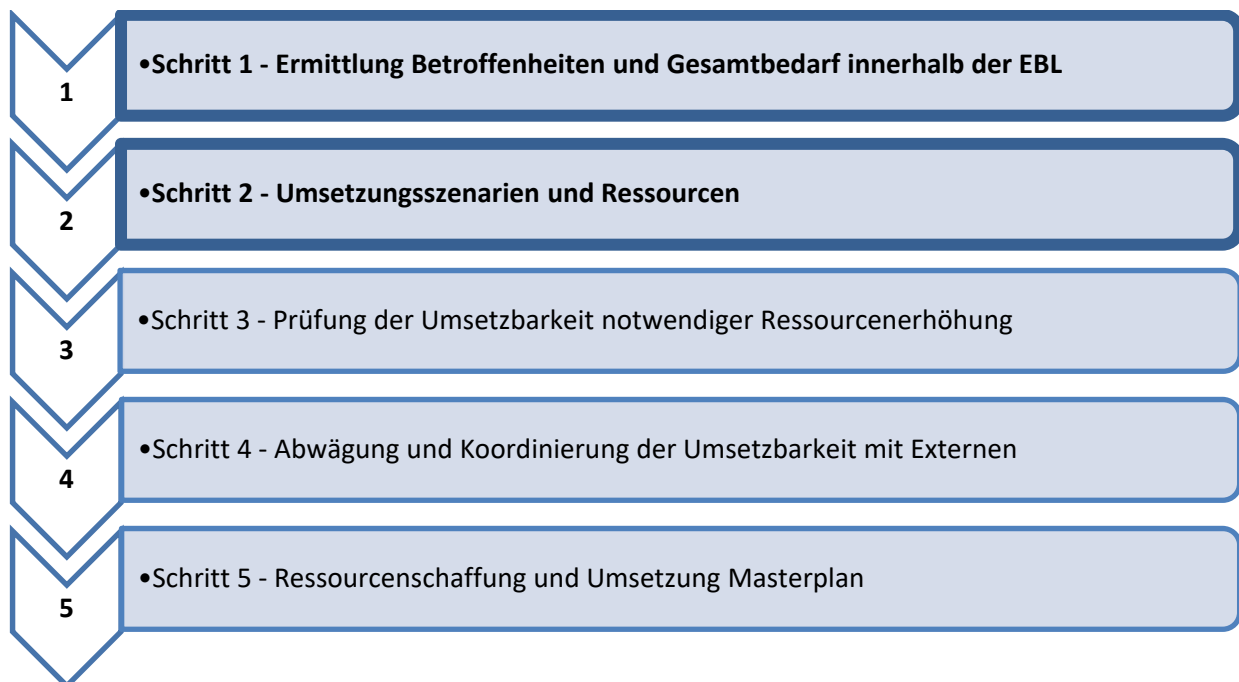 1
•Schritt 1 - Ermittlung Betroffenheiten und Gesamtbedarf innerhalb der EBL
2
•Schritt 2 - Umsetzungsszenarien und Ressourcen
3
•Schritt 3 - Prüfung der Umsetzbarkeit notwendiger Ressourcenerhöhung
4
•Schritt 4 - Abwägung und Koordinierung der Umsetzbarkeit mit Externen
5
•Schritt 5 - Ressourcenschaffung und Umsetzung Masterplan